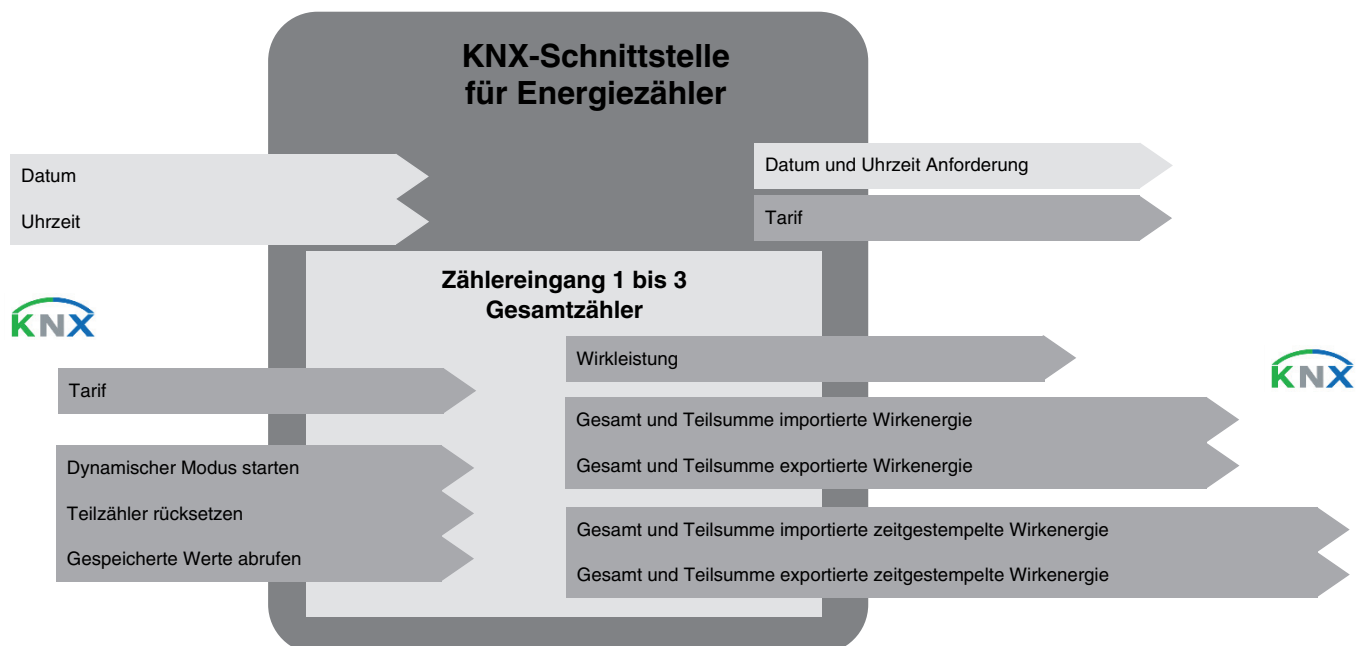 KNX-Schnittstelle
für Energiezähler
Datum
Uhrzeit
Datum und Uhrzeit Anforderung
Tarif
Zählereingang 1 bis 3
Gesamtzähler
KNX
Tarif
Dynamischer Modus starten
Teilzähler rücksetzen
Gespeicherte Werte abrufen
Wirkleistung
Gesamt und Teilsumme importierte Wirkenergie
Gesamt und Teilsumme exportierte Wirkenergie
Gesamt und Teilsumme importierte zeitgestempelte Wirkenergie
Gesamt und Teilsumme exportierte zeitgestempelte Wirkenergie
KNX